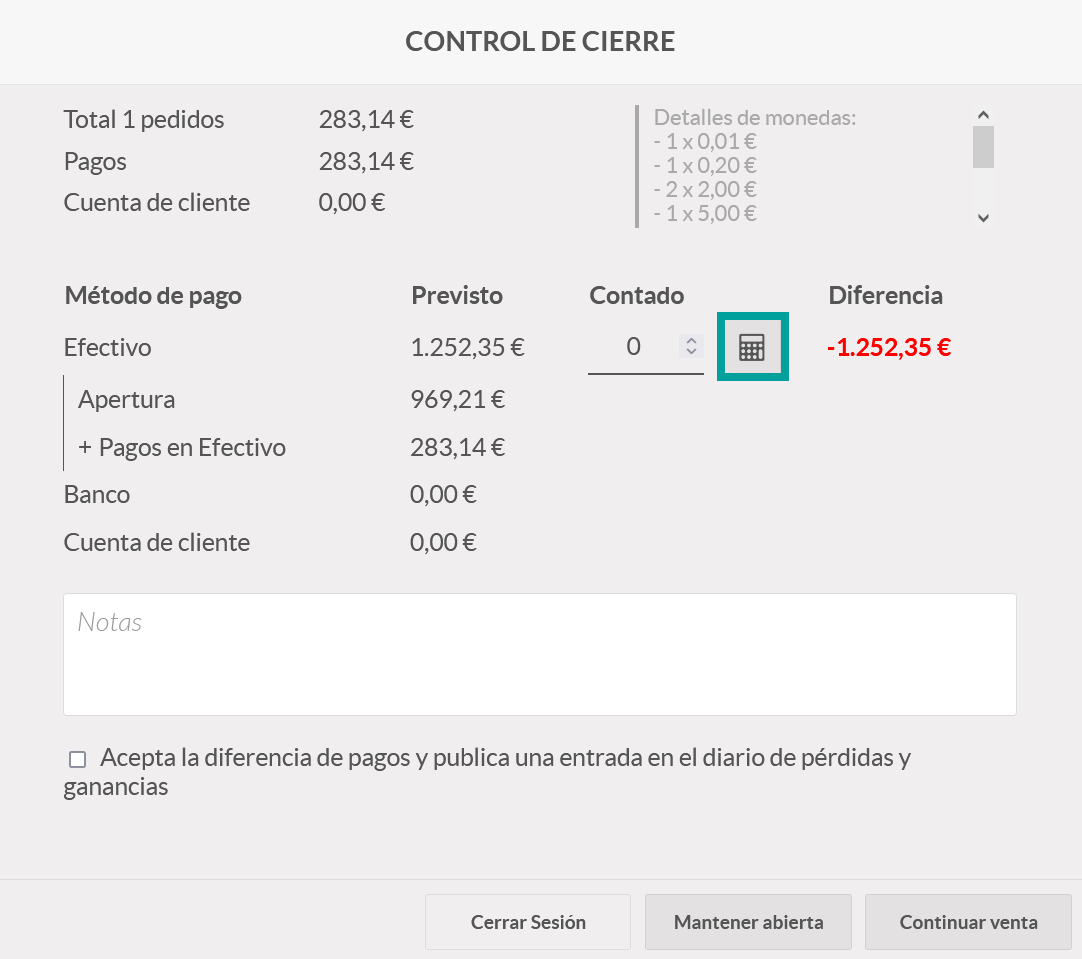 CONTROL DE CIERRE
Total 1 pedidos 283,14 €
Pagos 283,14 €
Cuenta de cliente 0,00 €
Detalles de monedas:
- 1 x 0,01 €
- 1 x 0,20 €
- 2 x 2,00 €
- 1 x 5,00 €
Método de pago Previsto Contado Diferencia
Efectivo 1.252,35 € 0 -1.252,35 €
Apertura 969,21 €
+ Pagos en Efectivo 283,14 €
Banco 0,00 €
Cuenta de cliente 0,00 €
Notas
Acepta la diferencia de pagos y publica una entrada en el diario de pérdidas y
ganancias
Cerrar Sesión Mantener abierta Continuar venta